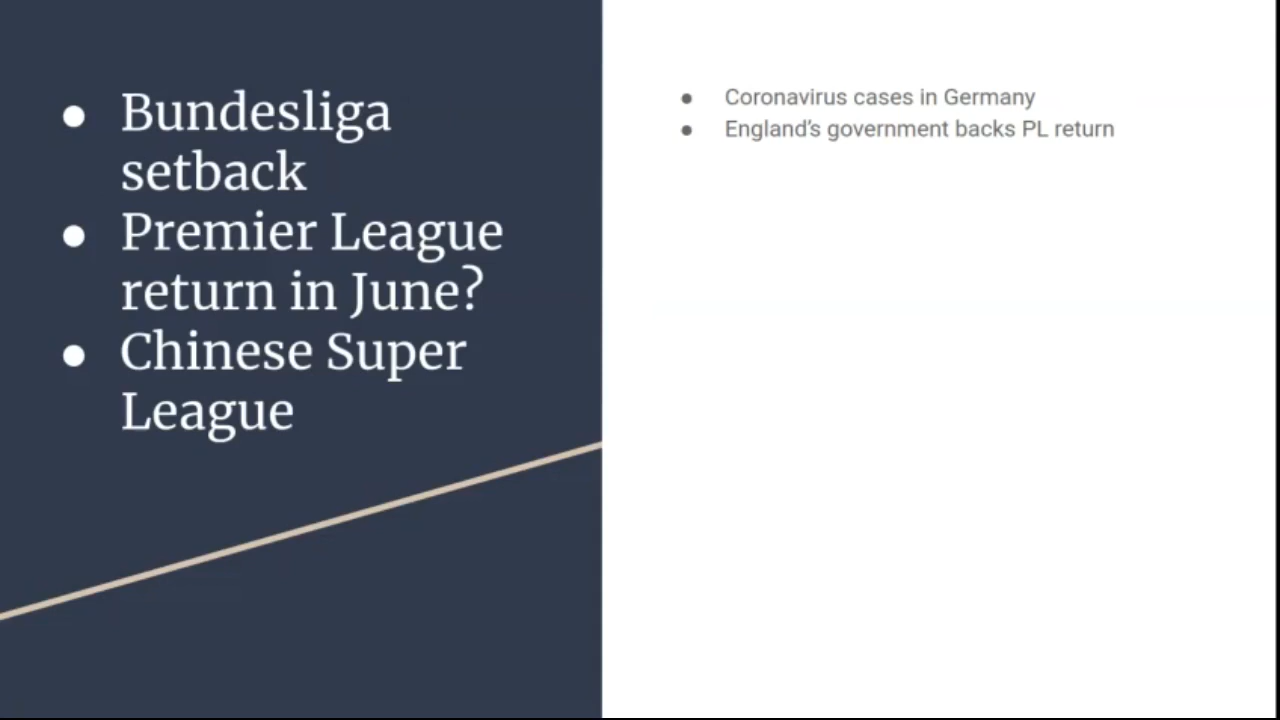 ● Bundesliga
setback
● Premier League
return in June?
● Chinese Super
League
● Coronavirus cases in Germany
● England's government backs PL return